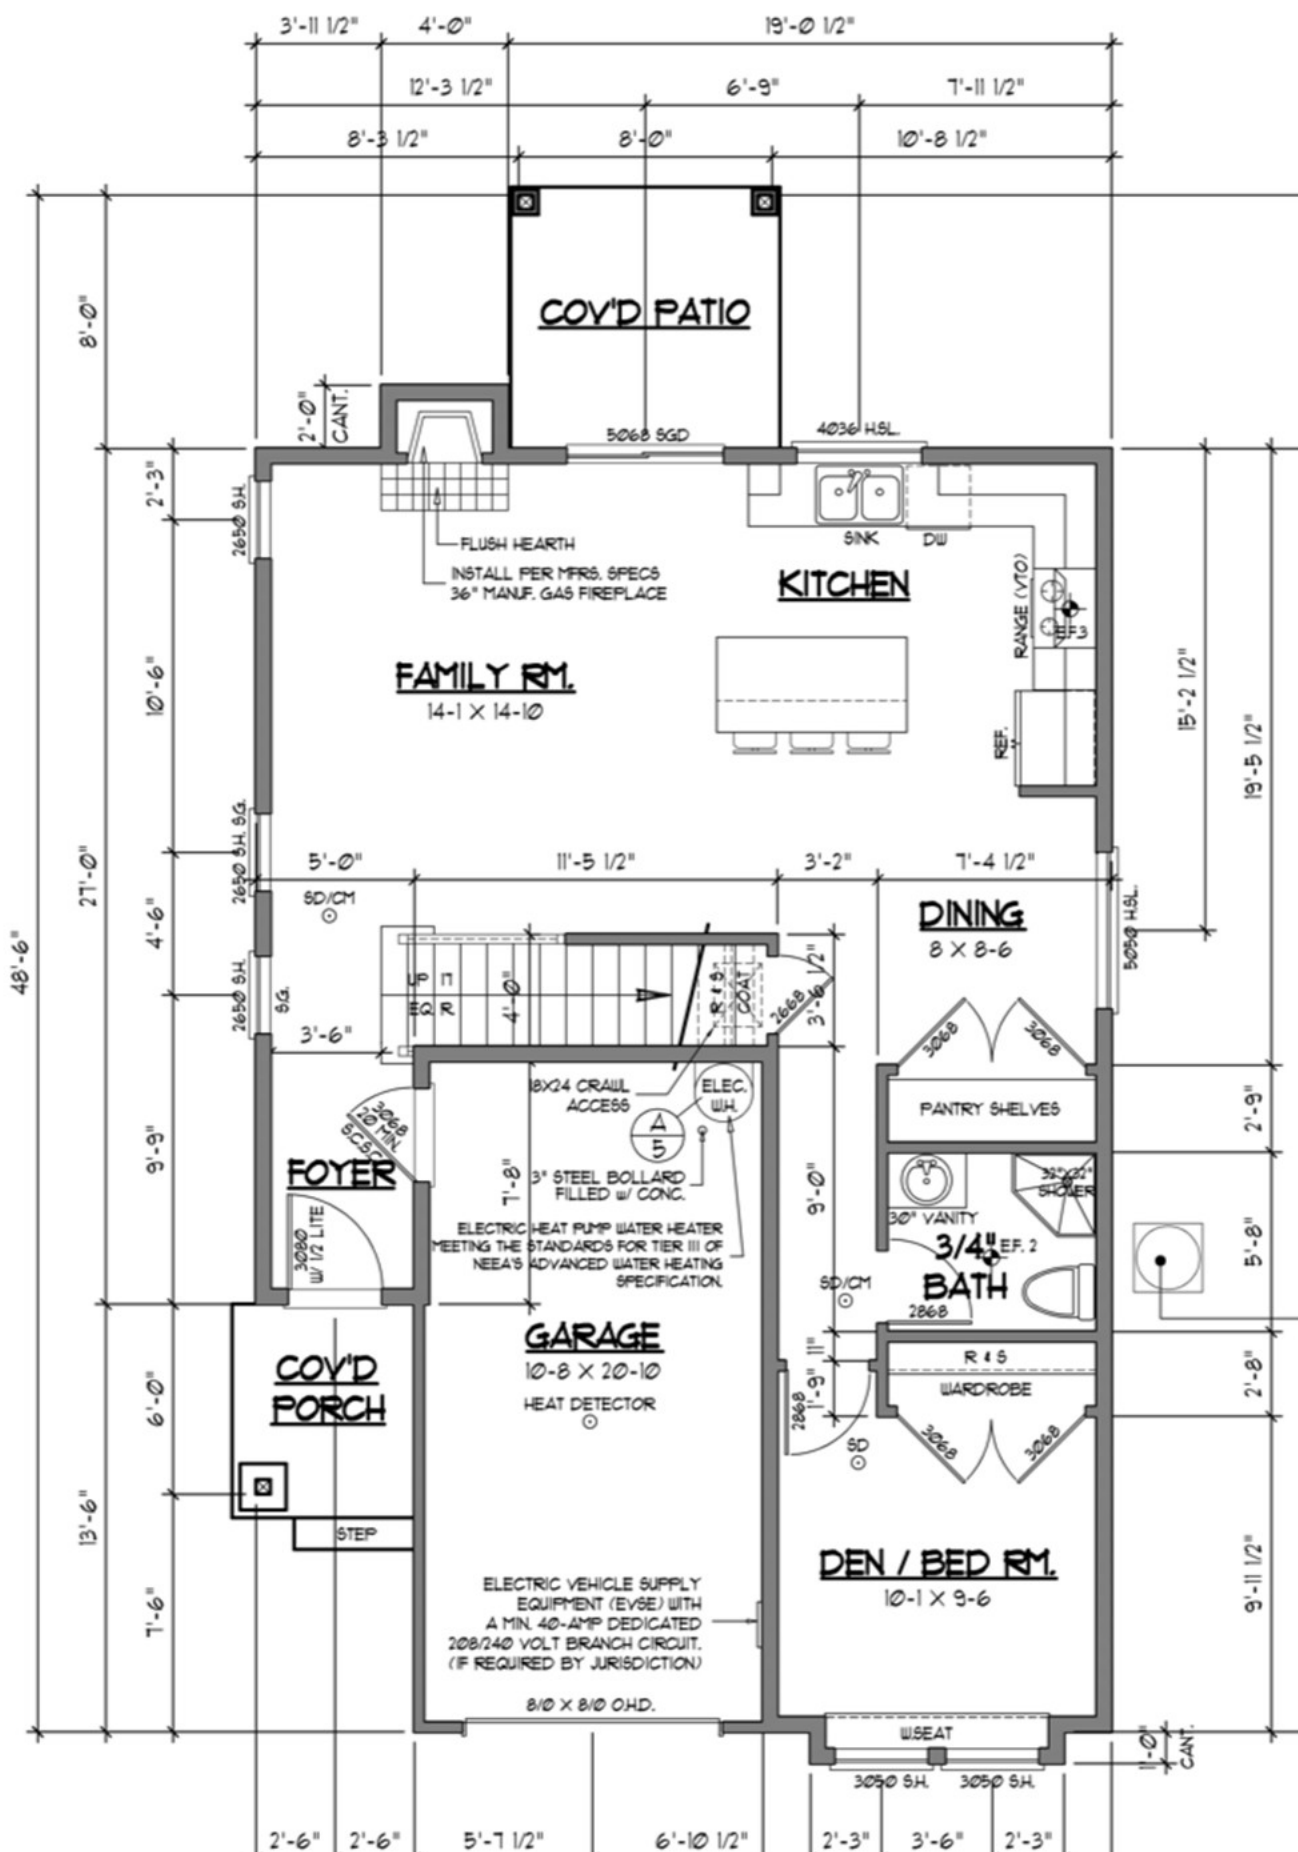 3'-11 1/2" 4'-0" 19'-0 1/2"
12'-3 1/2" 6'-9" 7'-11 1/2"
8'-3 1/2" 8'-0" 10'-8 1/2"
COV'D PATIO
8'-0"
2'-0"
CANT.
5068 SGD
4036 H.SL.
2'-3"
2650 S.H.
SINK
DW
FLUSH HEARTH
INSTALL PER MFRS. SPECS
36" MANUF. GAS FIREPLACE
KITCHEN
RANGE (VTO)
E.F.3
FAMILY RM.
14-1 X 14-10
10'-6"
15'-2 1/2"
19'-5 1/2"
REF.
2650 S.H. S.G.
5'-0" 11'-5 1/2" 3'-2" 7'-4 1/2"
27'-0"
48'-6"
4'-6"
SD/CM
DINING
8 X 8-6
5050 H.SL.
2650 S.H.
S.G.
UP 17
EQ R
4'-0"
R & S
COAT
2668
3'-6 1/2"
3'-6"
3068 3068
18X24 CRAWL
ACCESS
ELEC.
W.H.
PANTRY SHELVES
2'-9"
A
5
3068
20 MIN.
S.C.S.C.
9'-9"
FOYER
7'-8"
3" STEEL BOLLARD
FILLED w/ CONC.
9'-0"
32"X32"
SHOWER
30" VANITY
ELECTRIC HEAT PUMP WATER HEATER
MEETING THE STANDARDS FOR TIER III OF
NEEA'S ADVANCED WATER HEATING
SPECIFICATION.
3080
W/ 1/2 LITE
3/4" E.F. 2
BATH
5'-8"
SD/CM
2868
GARAGE
10-8 X 20-10
HEAT DETECTOR
COV'D
PORCH
6'-0"
11"
1'-9"
R & S
WARDROBE
2'-8"
2868
SD
3068 3068
13'-6"
STEP
DEN / BED RM.
10-1 X 9-6
9'-11 1/2"
ELECTRIC VEHICLE SUPPLY
EQUIPMENT (EVSE) WITH
A MIN. 40-AMP DEDICATED
208/240 VOLT BRANCH CIRCUIT.
(IF REQUIRED BY JURISDICTION)
7'-6"
8/0 X 8/0 O.H.D.
W.SEAT
1'-0"
CANT.
3050 S.H. 3050 S.H.
2'-6" 2'-6" 5'-7 1/2" 6'-10 1/2" 2'-3" 3'-6" 2'-3"